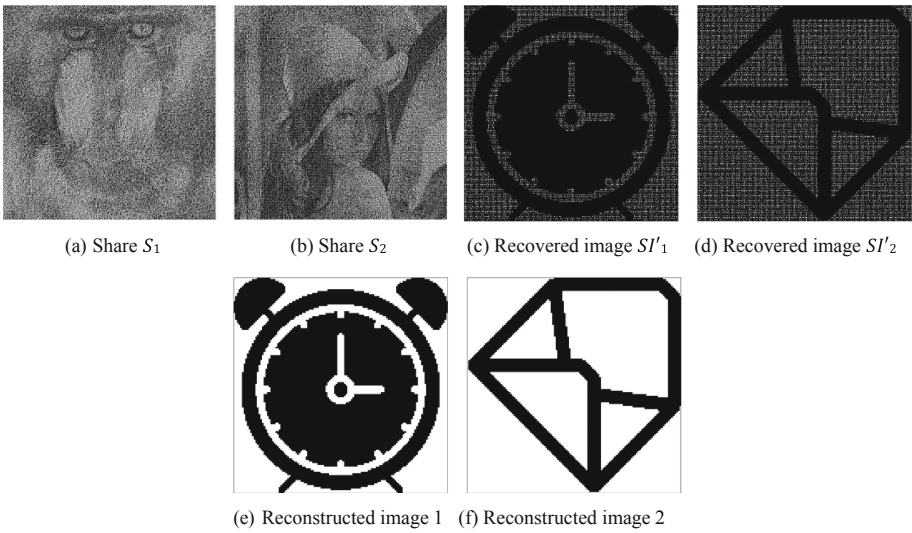 (a) Share S₁
(b) Share S₂
(c) Recovered image SI'₁
(d) Recovered image SI'₂
(e) Reconstructed image 1
(f) Reconstructed image 2